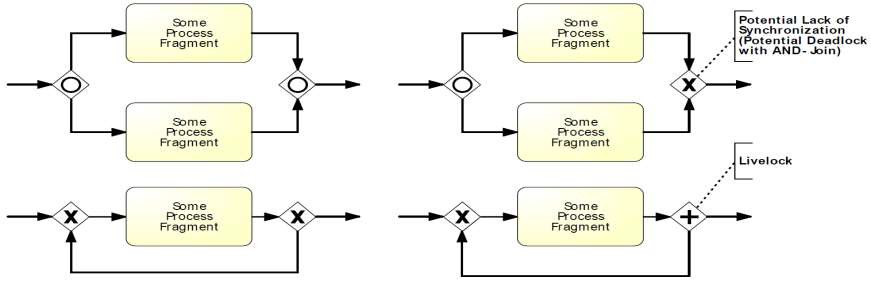 Some
Process
Fragment
Some
Process
Fragment
Potential Lack of
Synchronization
(Potential Deadlock
with AND-Join)
X
Some
Process
Fragment
Some
Process
Fragment
Livelock
X
Some
Process
Fragment
X
X
Some
Process
Fragment
+